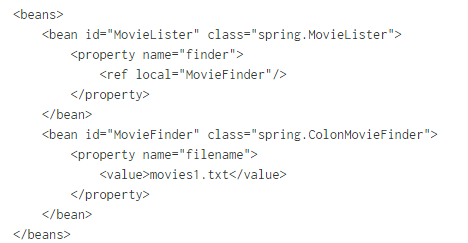 <beans>
    <bean id="MovieLister" class="spring.MovieLister">
        <property name="finder">
            <ref local="MovieFinder"/>
        </property>
    </bean>
    <bean id="MovieFinder" class="spring.ColonMovieFinder">
        <property name="filename">
            <value>movies1.txt</value>
        </property>
    </bean>
</beans>